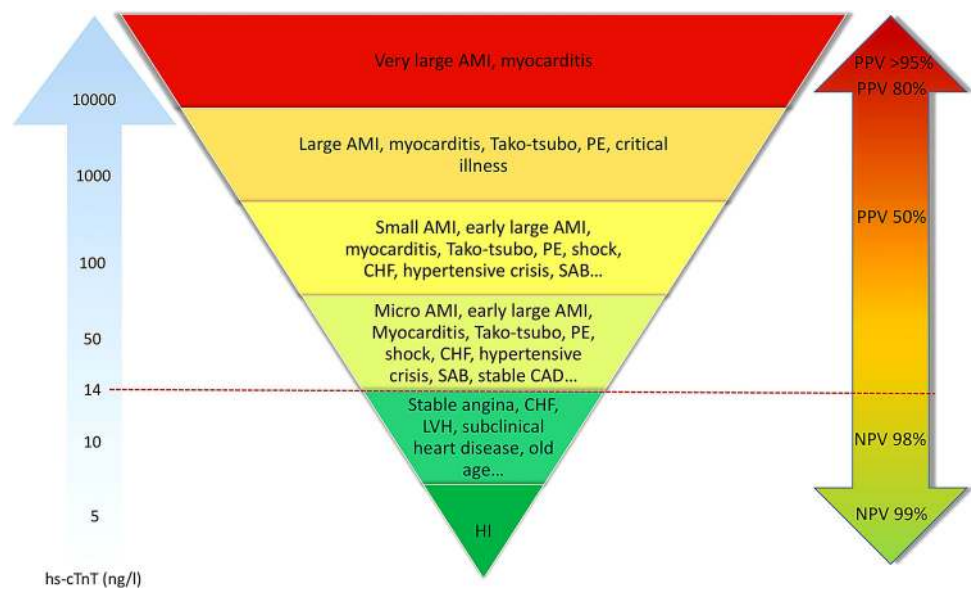 10000
1000
100
50
14
10
5
hs-cTnT (ng/l)
Very large AMI, myocarditis
Large AMI, myocarditis, Tako-tsubo, PE, critical
illness
Small AMI, early large AMI,
myocarditis, Tako-tsubo, PE, shock,
CHF, hypertensive crisis, SAB...
Micro AMI, early large AMI,
Myocarditis, Tako-tsubo, PE,
shock, CHF, hypertensive
crisis, SAB, stable CAD...
Stable angina, CHF,
LVH, subclinical
heart disease, old
age...
HI
PPV >95%
PPV 80%
PPV 50%
NPV 98%
NPV 99%